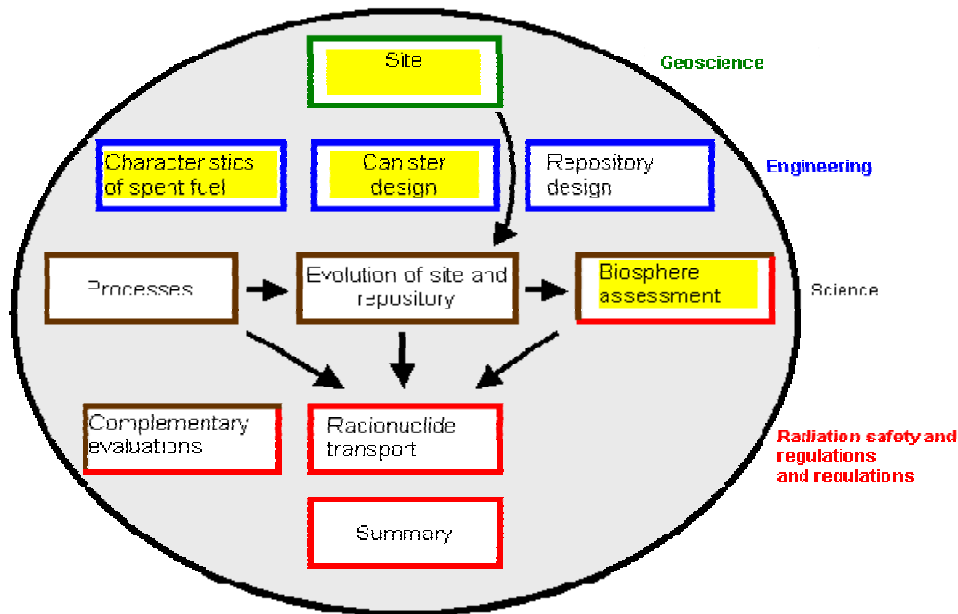 Site
Geoscience
Characteristics
of spent fuel
Canister
design
Repository
design
Engineering
Processes
Evolution of site and
repository
Biosphere
assessment
Science
Complementary
evaluations
Racionuclide
transport
Radiation safety and
regulations
and regulations
Summary